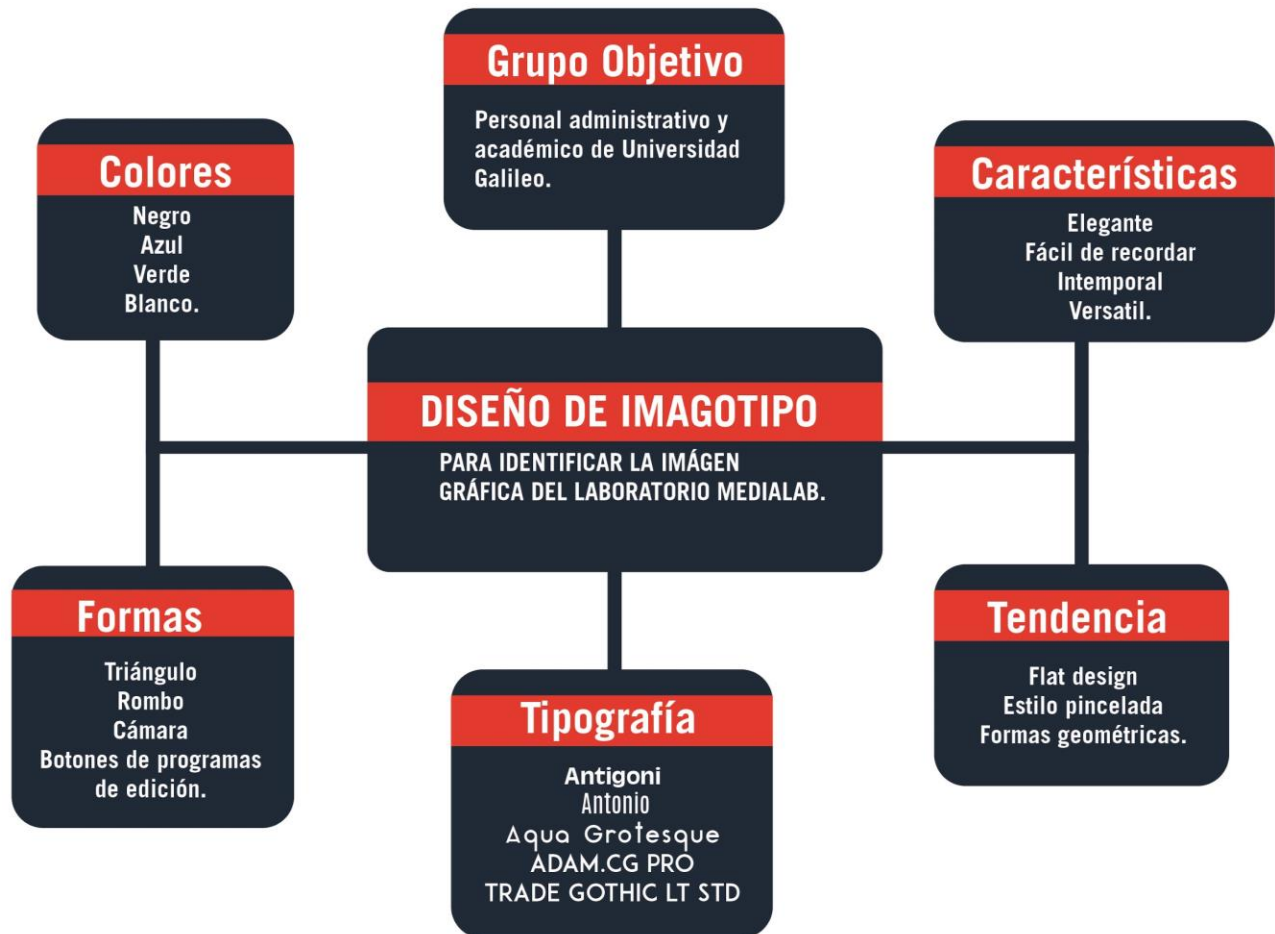 Grupo Objetivo
Personal administrativo y
académico de Universidad
Galileo.
Colores
Negro
Azul
Verde
Blanco.
Características
Elegante
Fácil de recordar
Intemporal
Versatil.
DISEÑO DE IMAGOTIPO
PARA IDENTIFICAR LA IMÁGEN
GRÁFICA DEL LABORATORIO MEDIALAB.
Formas
Triángulo
Rombo
Cámara
Botones de programas
de edición.
Tipografía
Antigoni
Antonio
Aqua Grotesque
ADAM.CG PRO
TRADE GOTHIC LT STD
Tendencia
Flat design
Estilo pincelada
Formas geométricas.